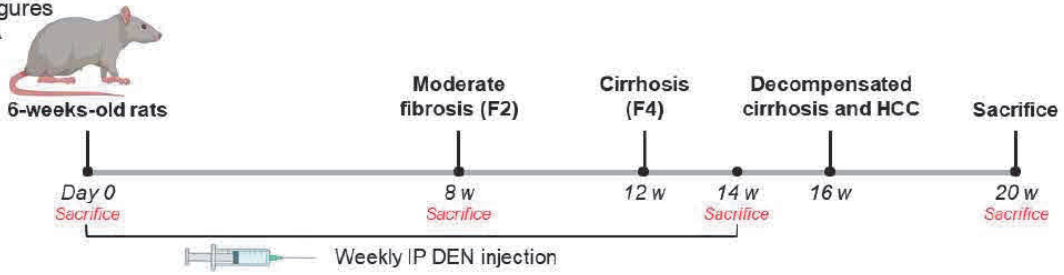 gures
6-weeks-old rats
Moderate
fibrosis (F2)
Cirrhosis
(F4)
Decompensated
cirrhosis and HCC
Sacrifice
Day 0
8 w
12 w
14 w
16 w
20 w
Sacrifice
Sacrifice
Sacrifice
Sacrifice
Weekly IP DEN injection